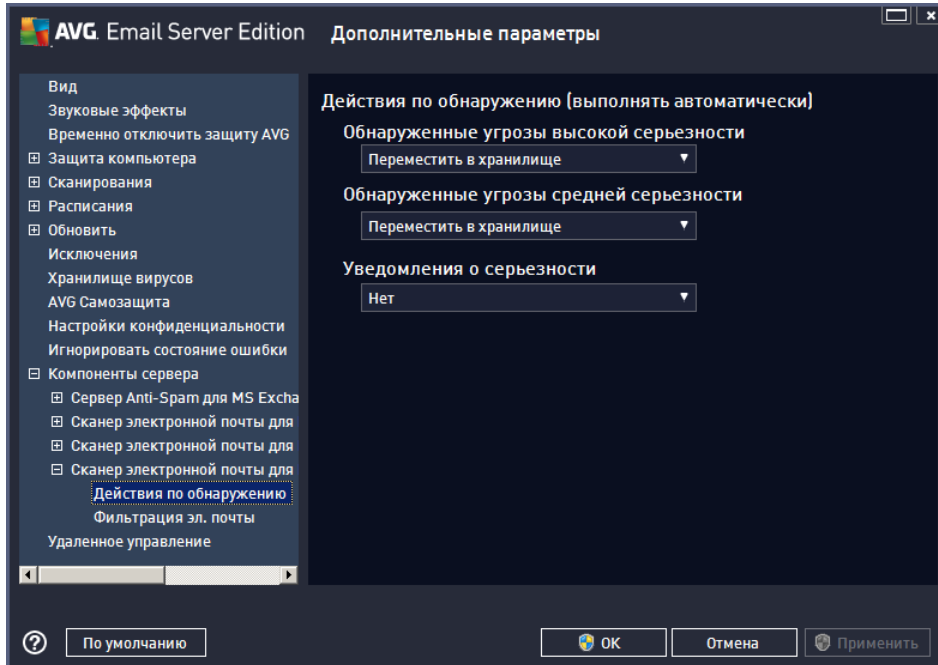 AVG. Email Server Edition
Дополнительные параметры
Вид
Звуковые эффекты
Временно отключить защиту AVG
Защита компьютера
Сканирования
Расписания
Обновить
Исключения
Хранилище вирусов
AVG Самозащита
Настройки конфиденциальности
Игнорировать состояние ошибки
Компоненты сервера
Сервер Anti-Spam для MS Excha
Сканер электронной почты для
Сканер электронной почты для
Сканер электронной почты для
Действия по обнаружению
Фильтрация эл. почты
Удаленное управление
Действия по обнаружению (выполнять автоматически)
Обнаруженные угрозы высокой серьезности
Переместить в хранилище
Обнаруженные угрозы средней серьезности
Переместить в хранилище
Уведомления о серьезности
Нет
По умолчанию
OK
Отмена
Применить